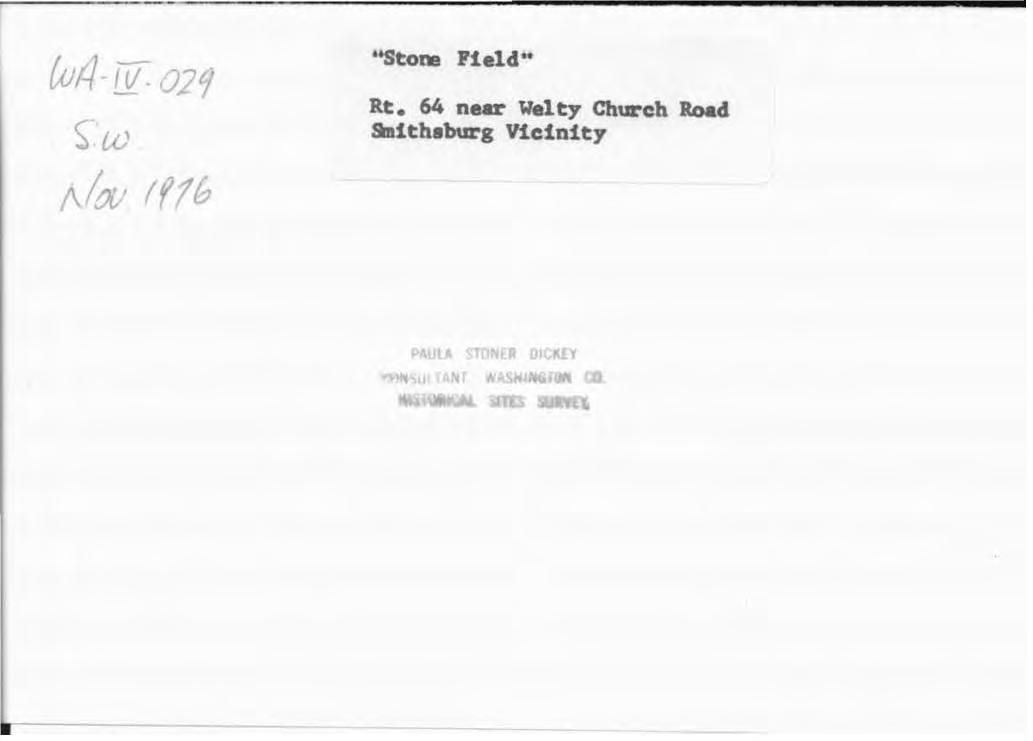 WA-IV-029
S.W.
Nov 1976
"Stone Field"
Rt. 64 near Welty Church Road
Smithsburg Vicinity
PAULA STONER DICKEY
CONSULTANT WASHINGTON CO.
HISTORICAL SITES SURVEY